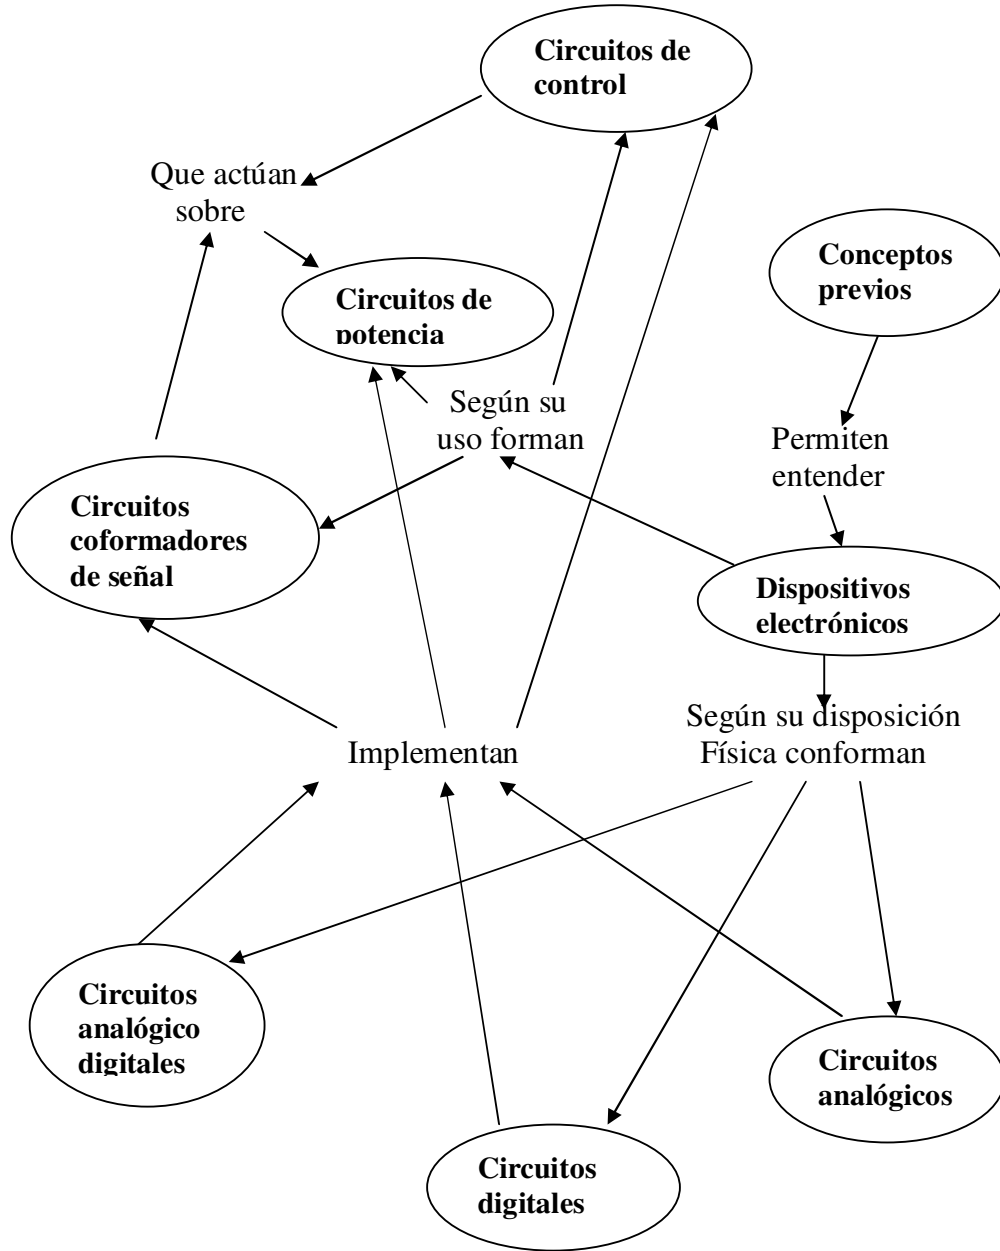 Circuitos de
control
Que actúan
sobre
Conceptos
previos
Circuitos de
potencia
Según su
uso forman
Permiten
entender
Circuitos
coformadores
de señal
Dispositivos
electrónicos
Según su disposición
Física conforman
Implementan
Circuitos
analógico
digitales
Circuitos
analógicos
Circuitos
digitales